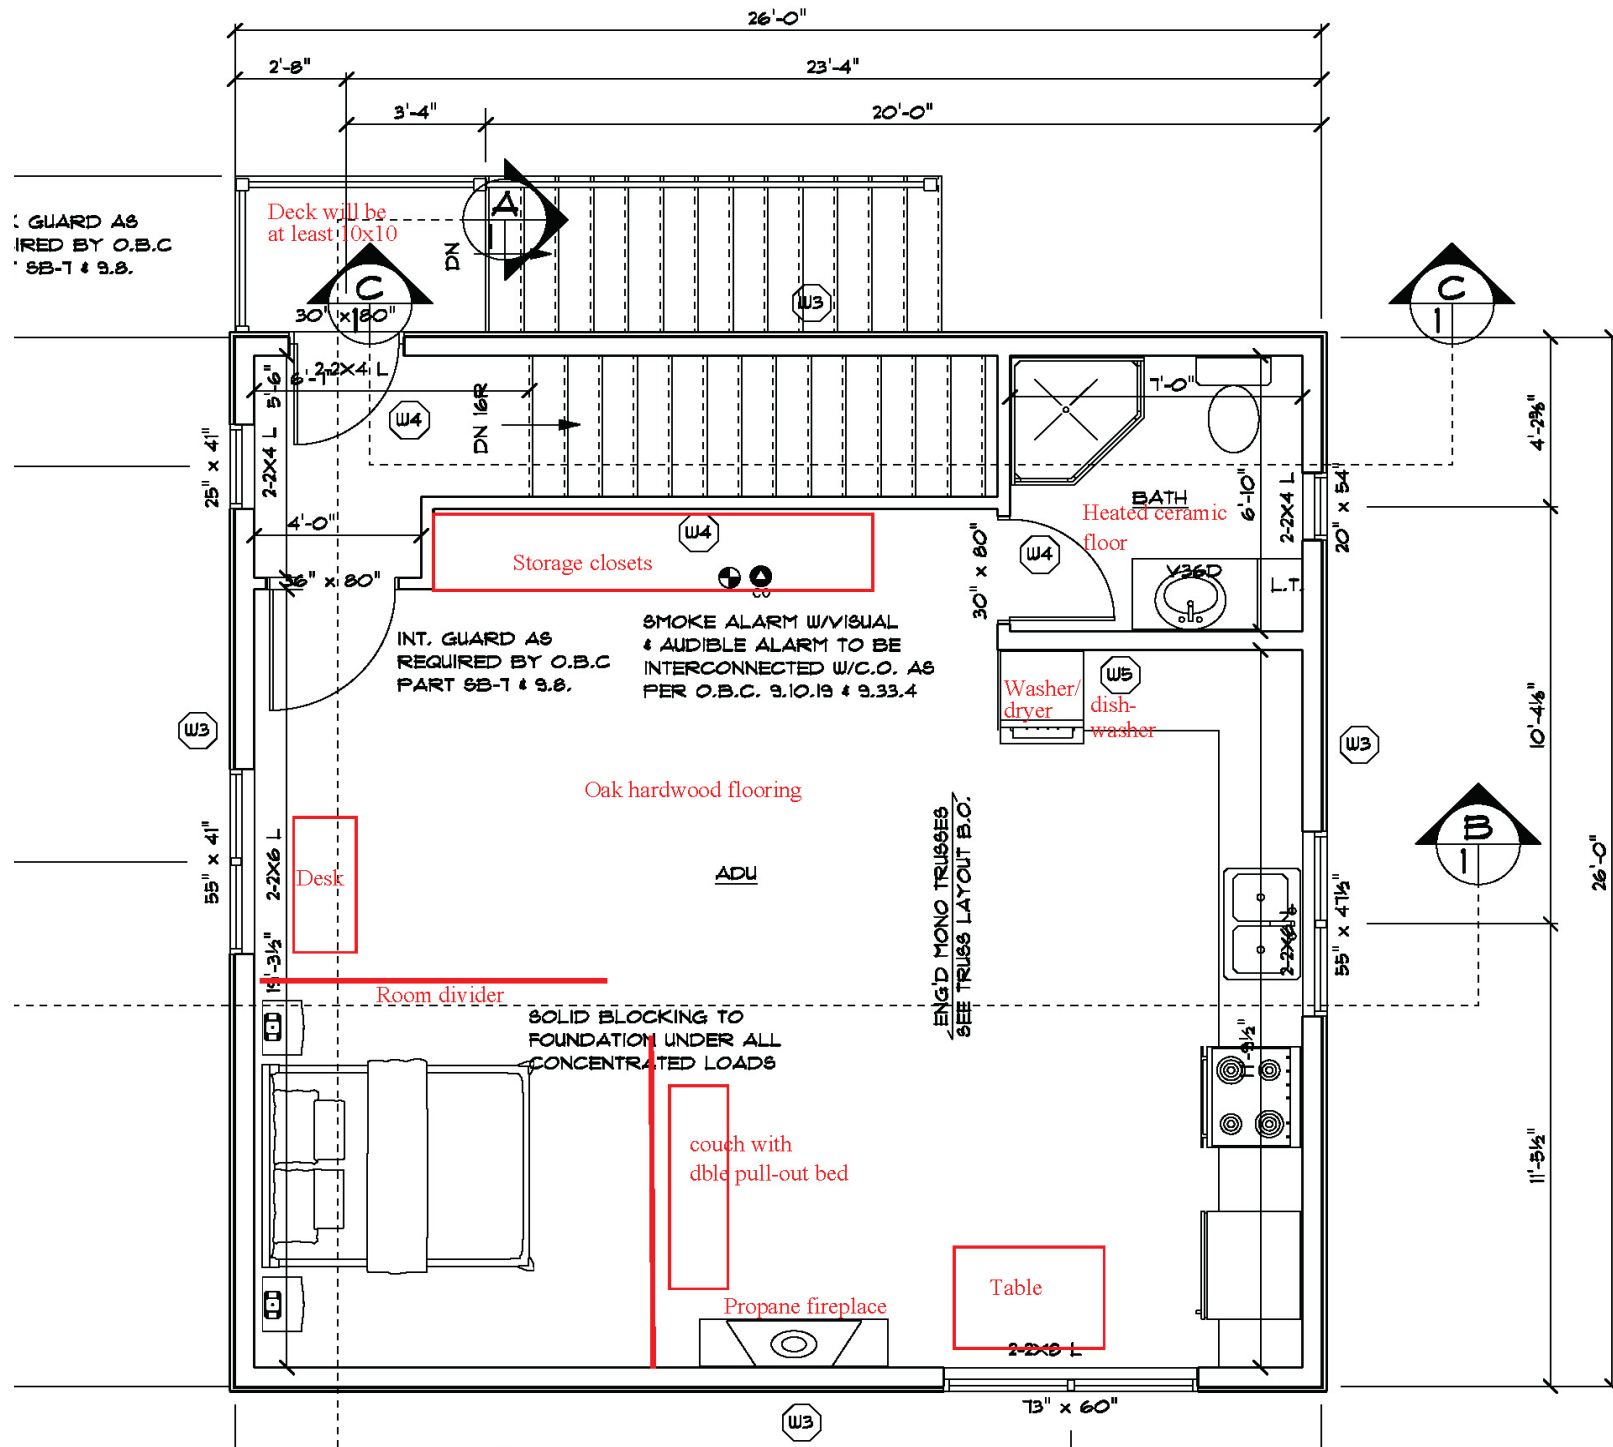 26'-0"
2'-8"
23'-4"
3'-4"
20'-0"
GUARD AS
IRED BY O.B.C
SB-7 & 9.8.
Deck will be
at least 10x10
A
1
DN
C
1
W3
C
1
30" x 80"
2-2X4 L
6'-1"
5'-6"
2-2X4 L
25" x 41"
W4
DN 16R
7'-0"
4'-2⅝"
BATH
6'-10"
2-2X4 L
20" x 54"
Heated ceramic
floor
4'-0"
W4
Storage closets
W4
30" x 80"
V36D
L.T.
36" x 80"
CO
INT. GUARD AS
REQUIRED BY O.B.C
PART SB-7 & 9.8.
SMOKE ALARM W/VISUAL
& AUDIBLE ALARM TO BE
INTERCONNECTED W/C.O. AS
PER O.B.C. 9.10.19 & 9.33.4
W5
Washer/
dryer
dish-
washer
W3
W3
10'-4⅛"
Oak hardwood flooring
ENG'D MONO TRUSSES
SEE TRUSS LAYOUT B.O.
B
1
26'-0"
55" x 41"
2-2X6 L
Desk
ADU
2-2X6 L
55" x 47½"
Room divider
SOLID BLOCKING TO
FOUNDATION UNDER ALL
CONCENTRATED LOADS
couch with
dble pull-out bed
11'-5½"
Table
Propane fireplace
73" x 60"
W3